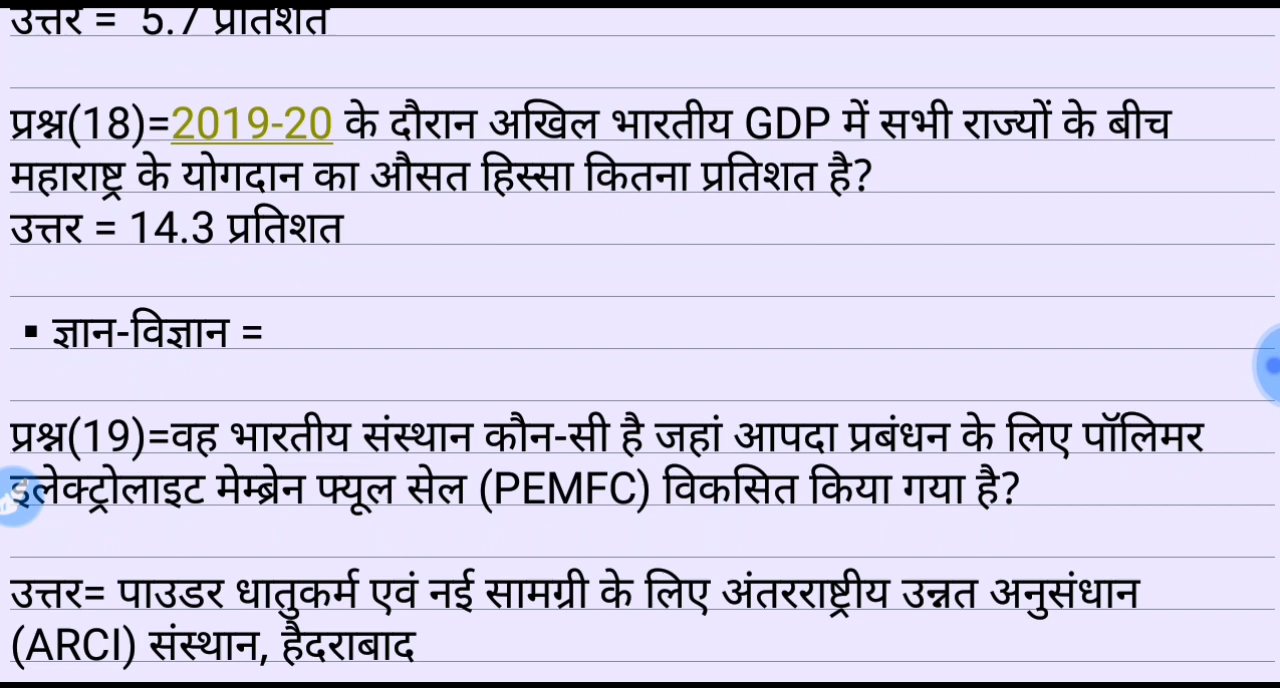 उत्तर = 5.7 प्रतिशत
प्रश्न(18)=2019-20 के दौरान अखिल भारतीय GDP में सभी राज्यों के बीच
महाराष्ट्र के योगदान का औसत हिस्सा कितना प्रतिशत है?
उत्तर = 14.3 प्रतिशत
▪ ज्ञान-विज्ञान =
प्रश्न(19)=वह भारतीय संस्थान कौन-सी है जहां आपदा प्रबंधन के लिए पॉलिमर
इलेक्ट्रोलाइट मेम्ब्रेन फ्यूल सेल (PEMFC) विकसित किया गया है?
उत्तर= पाउडर धातुकर्म एवं नई सामग्री के लिए अंतरराष्ट्रीय उन्नत अनुसंधान
(ARCI) संस्थान, हैदराबाद